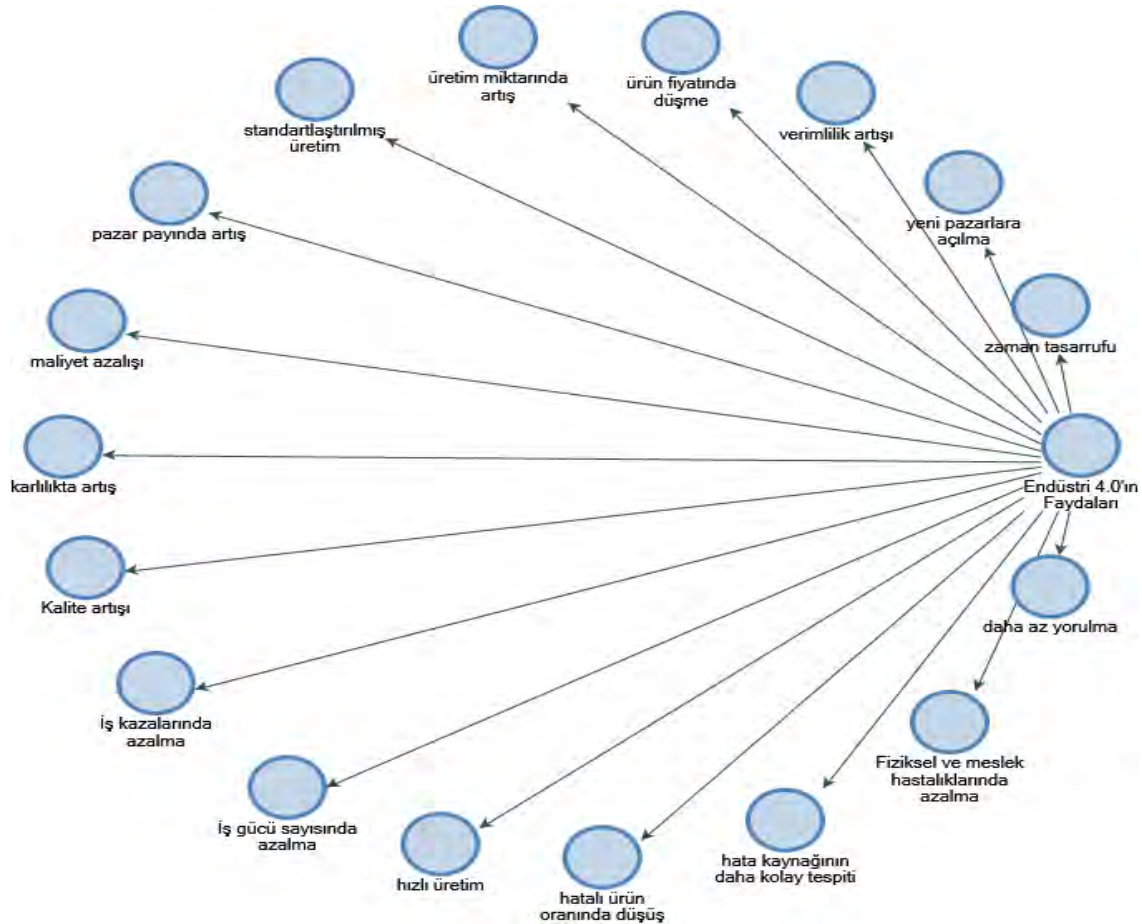 üretim miktarında
artış
ürün fiyatında
düşme
standartlaştırılmış
üretim
verimlilik artışı
pazar payında artış
yeni pazarlara
açılma
maliyet azalışı
zaman tasarrufu
karlılıkta artış
Endüstri 4.0'ın
Faydaları
Kalite artışı
daha az yorulma
İş kazalarında
azalma
Fiziksel ve meslek
hastalıklarında
azalma
İş gücü sayısında
azalma
hızlı üretim
hatalı ürün
oranında düşüş
hata kaynağının
daha kolay tespiti